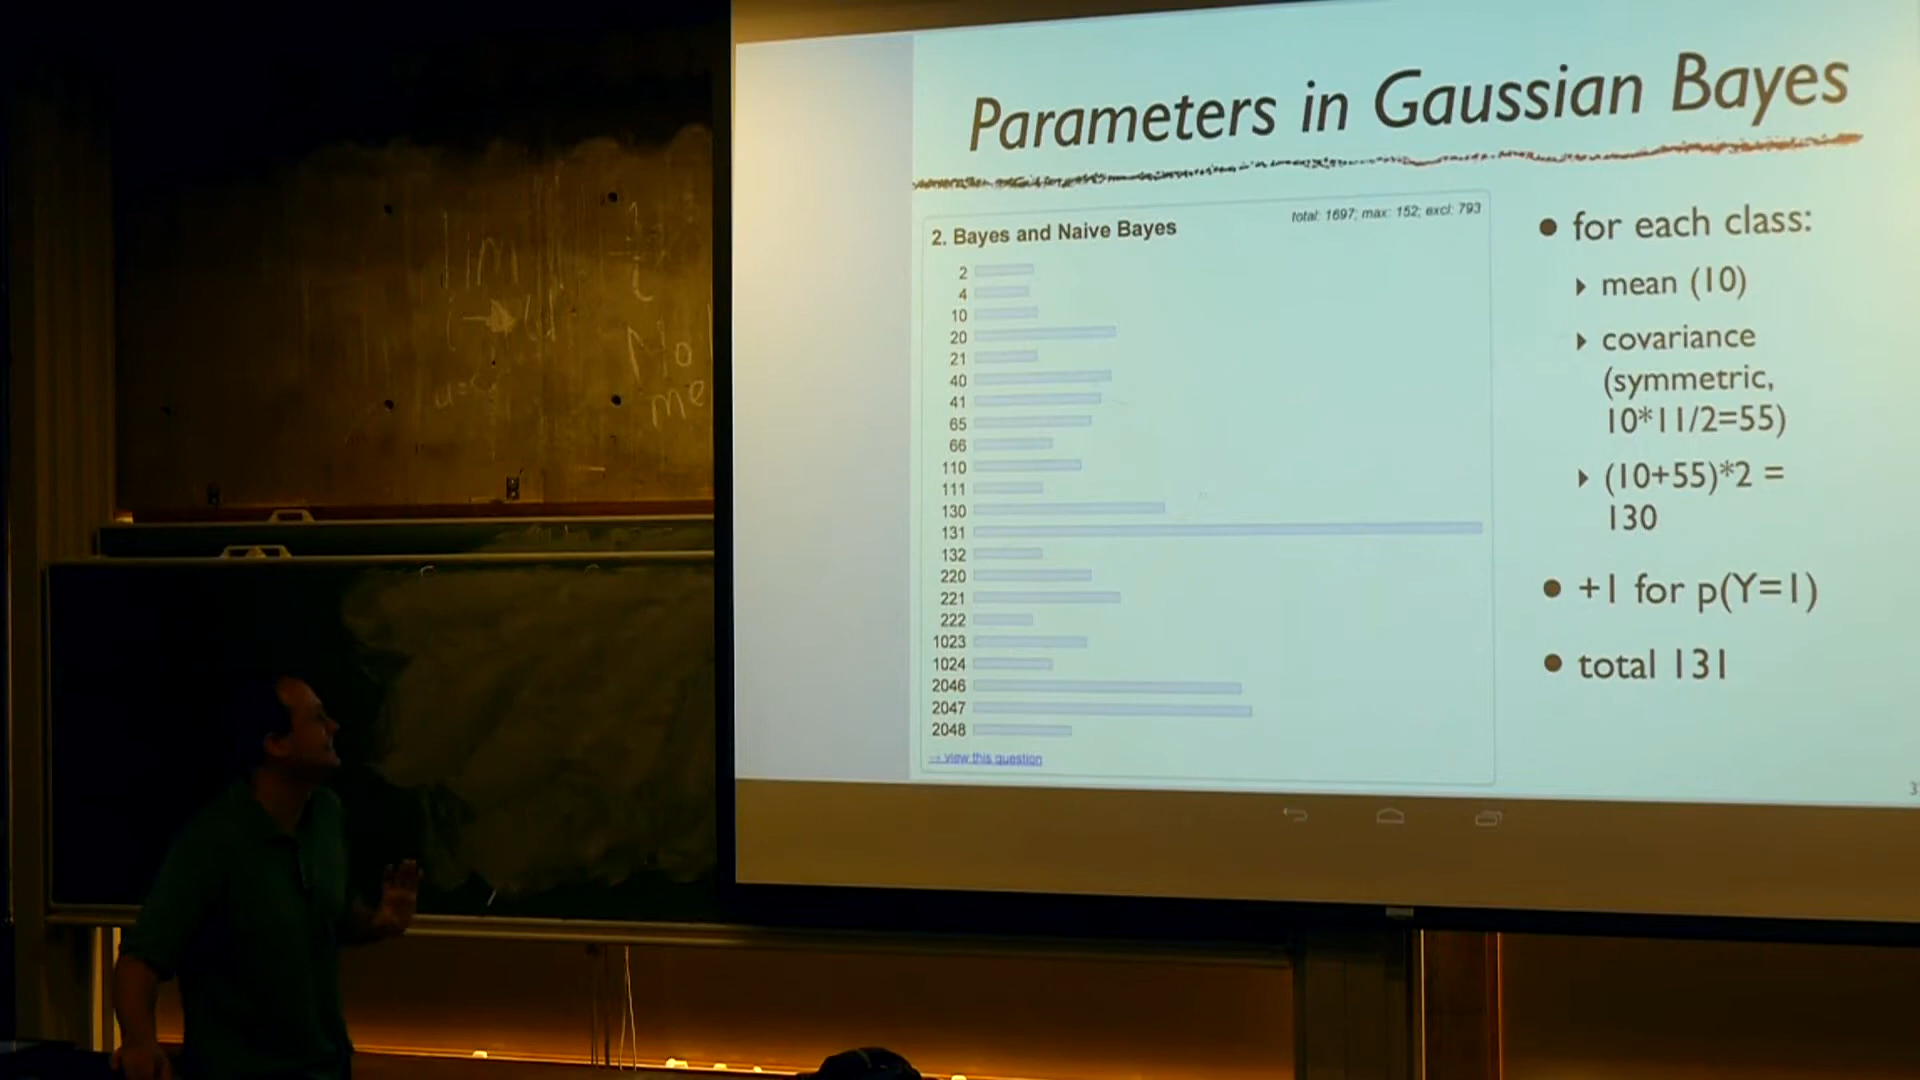 lim
No
me
Parameters in Gaussian Bayes
2. Bayes and Naive Bayes
total: 1697; max: 152; excl: 793
2
4
10
20
21
40
41
65
66
110
111
130
131
132
220
221
222
1023
1024
2046
2047
2048
→ view this question
• for each class:
▸ mean (10)
▸ covariance
(symmetric,
10*11/2=55)
▸ (10+55)*2 =
130
• +1 for p(Y=1)
• total 131